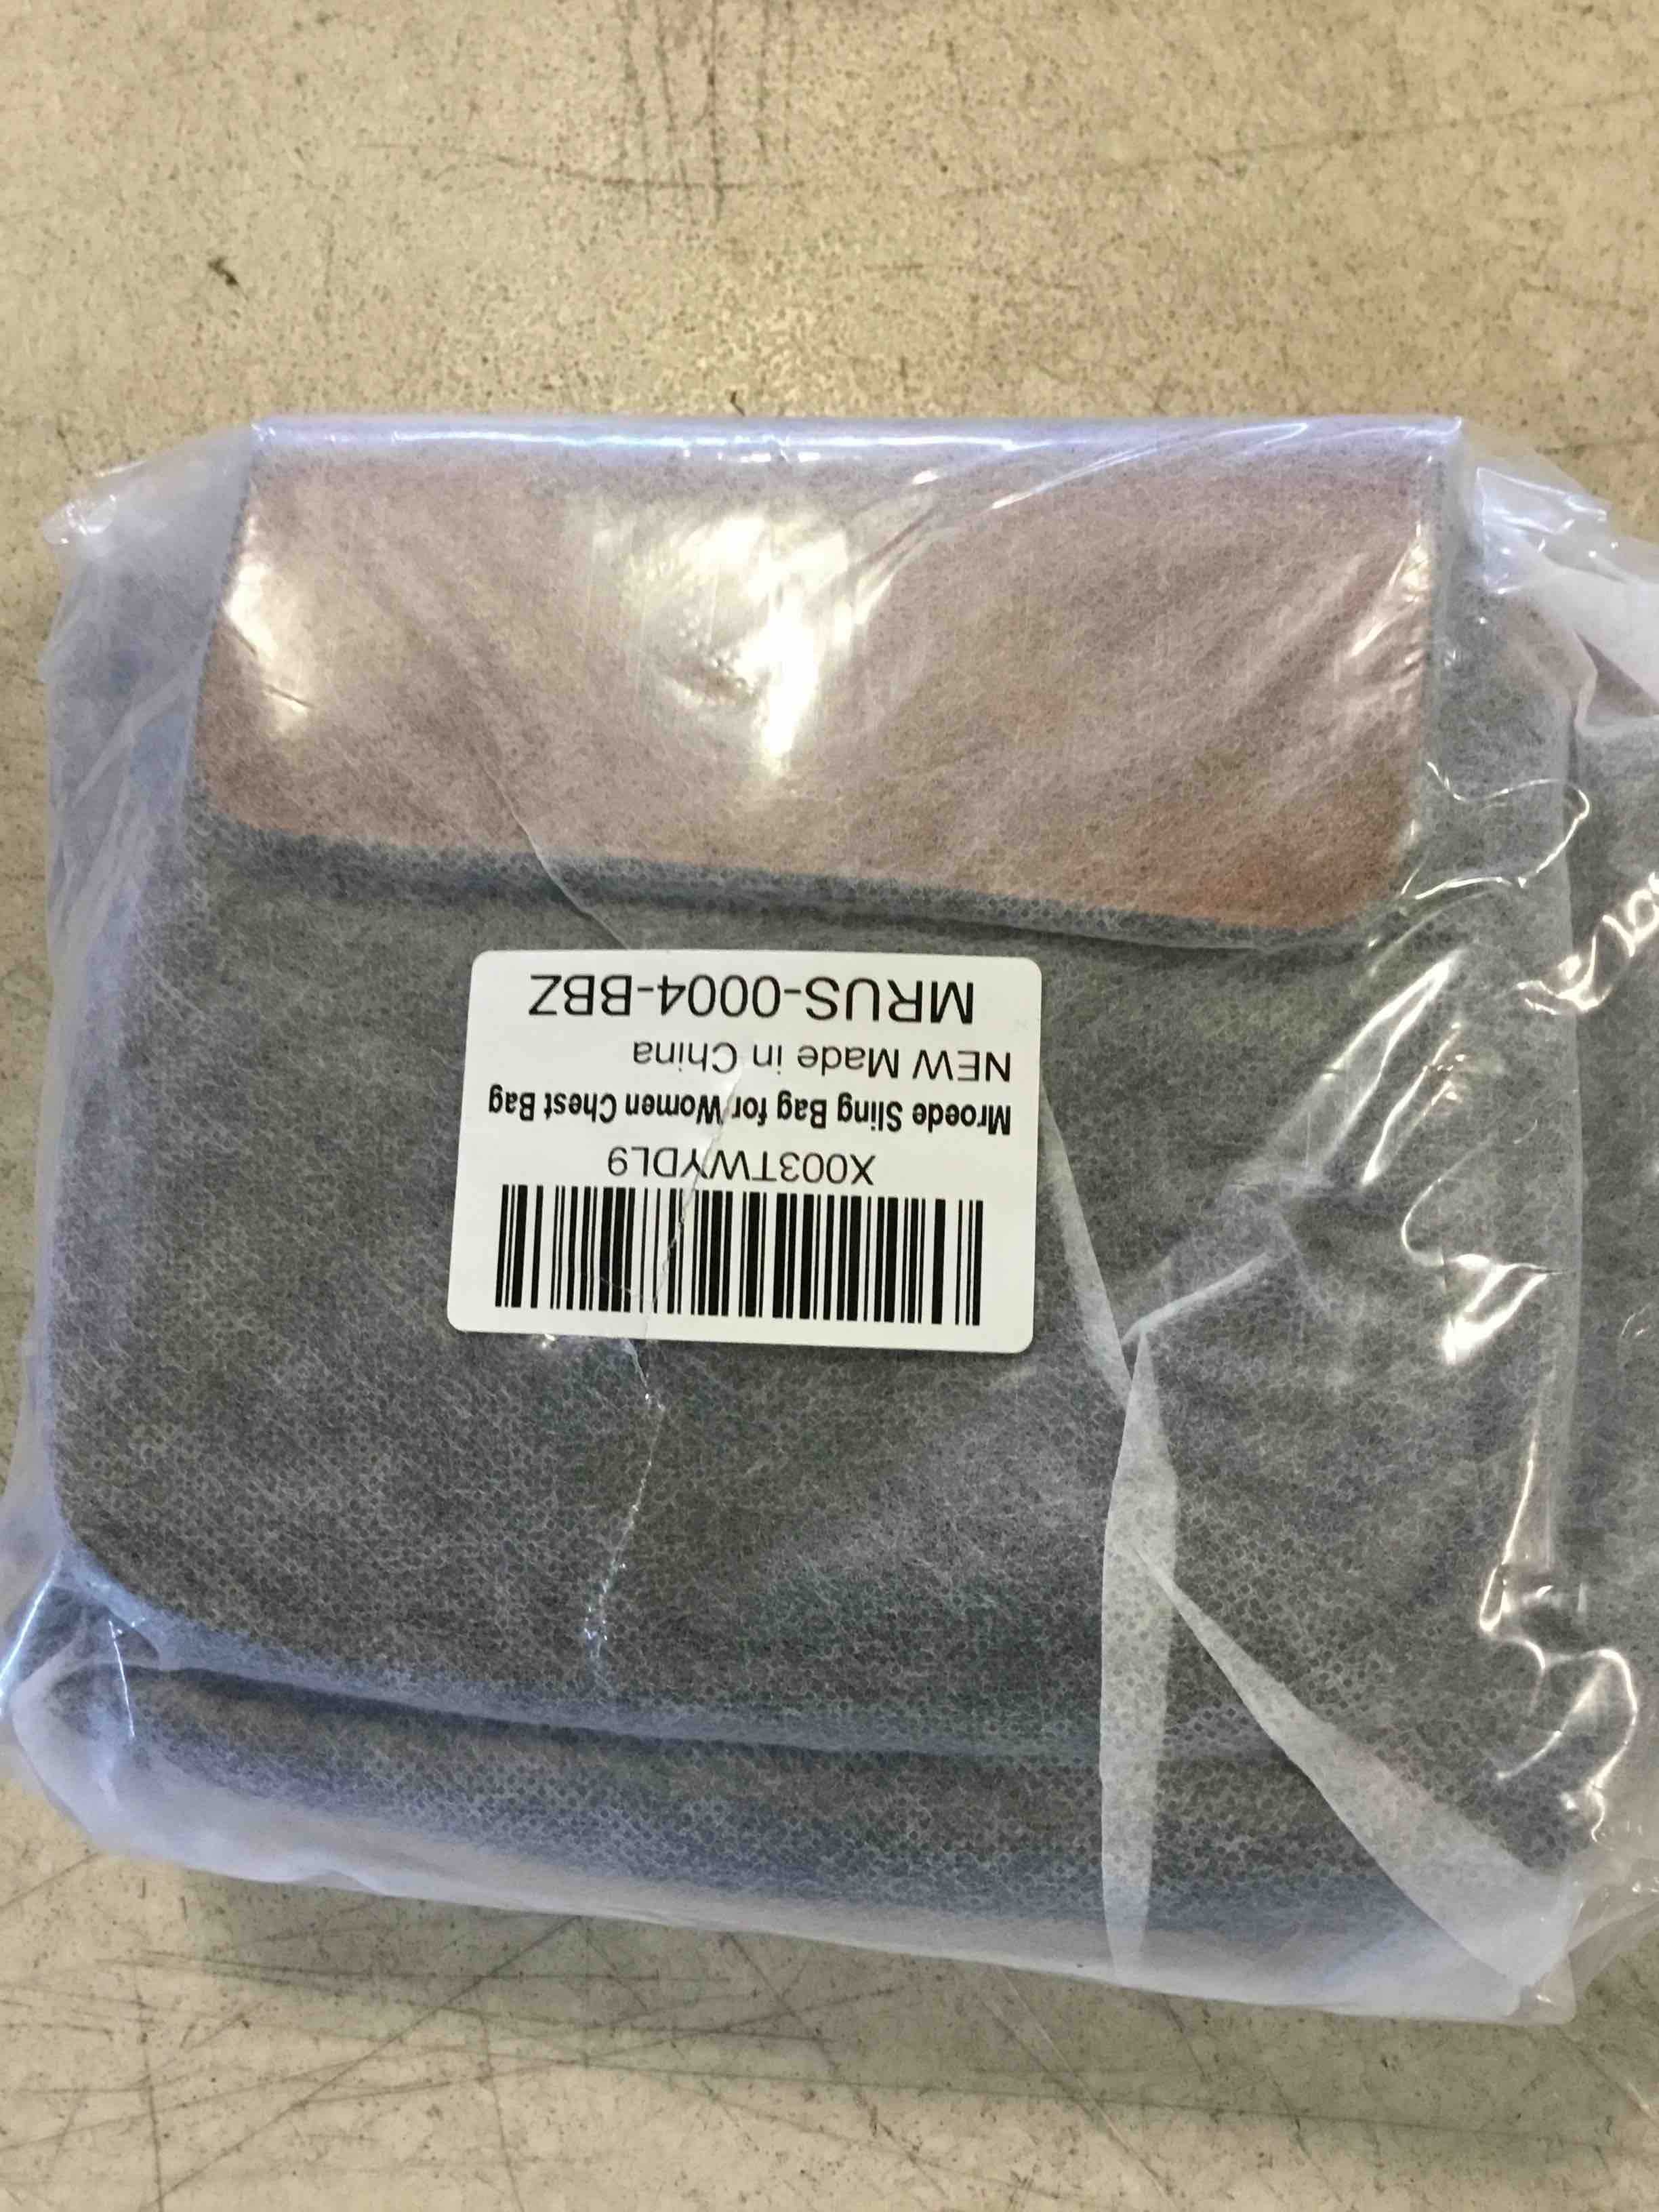 X003TWYDL9
Mroede Sling Bag for Women Chest Bag
NEW Made in China
MRUS-0004-BBZ